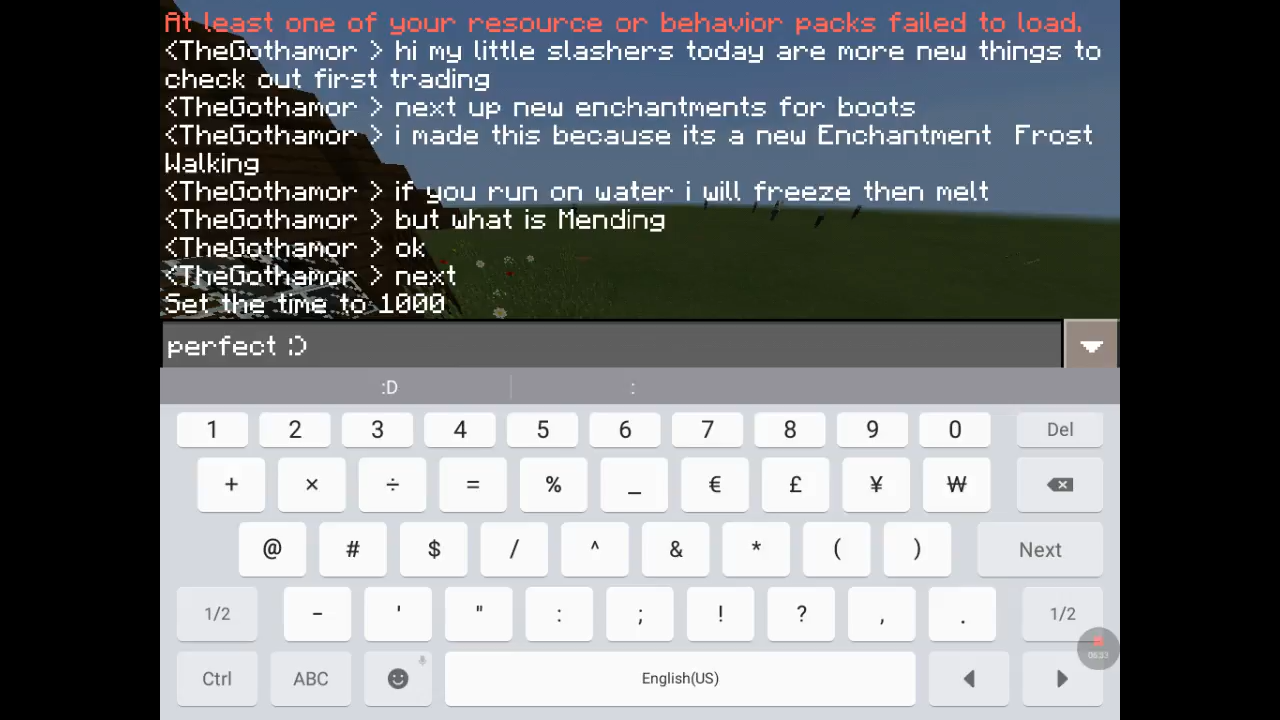 At least one of your resource or behavior packs failed to load.
<TheGothamor > hi my little slashers today are more new things to
check out first trading
<TheGothamor > next up new enchantments for boots
<TheGothamor > i made this because its a new Enchantment  Frost
Walking
<TheGothamor > if you run on water i will freeze then melt
<TheGothamor > but what is Mending
<TheGothamor > ok
<TheGothamor > next
Set the time to 1000
perfect :)
:D :
1 2 3 4 5 6 7 8 9 0 Del
+ × ÷ = % _ € £ ¥ ₩
@ # $ / ^ & * ( ) Next
1/2 - ' " : ; ! ? , . 1/2
Ctrl ABC English(US)